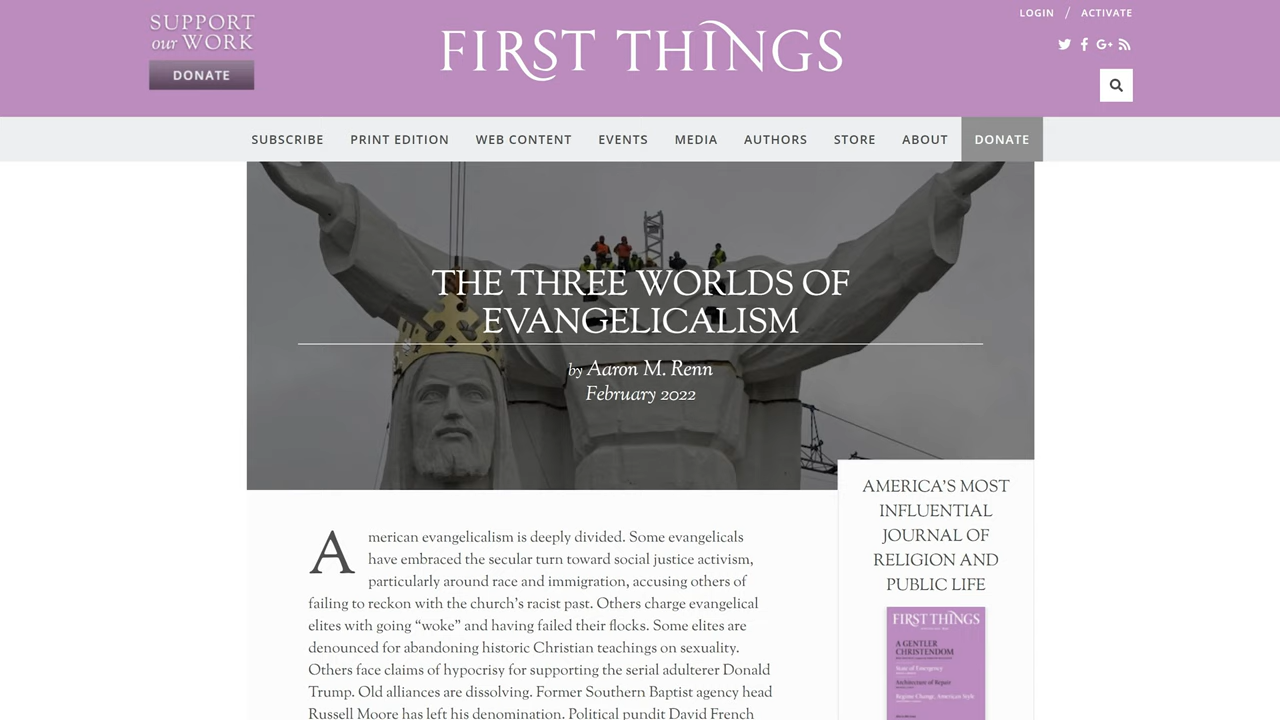 SUPPORT
our WORK
DONATE
FIRST THINGS
LOGIN / ACTIVATE
SUBSCRIBE PRINT EDITION WEB CONTENT EVENTS MEDIA AUTHORS STORE ABOUT DONATE
THE THREE WORLDS OF
EVANGELICALISM
by Aaron M. Renn
February 2022
American evangelicalism is deeply divided. Some evangelicals
have embraced the secular turn toward social justice activism,
particularly around race and immigration, accusing others of
failing to reckon with the church’s racist past. Others charge evangelical
elites with going “woke” and having failed their flocks. Some elites are
denounced for abandoning historic Christian teachings on sexuality.
Others face claims of hypocrisy for supporting the serial adulterer Donald
Trump. Old alliances are dissolving. Former Southern Baptist agency head
Russell Moore has left his denomination. Political pundit David French
AMERICA’S MOST
INFLUENTIAL
JOURNAL OF
RELIGION AND
PUBLIC LIFE
FIRST THINGS
A GENTLER
CHRISTENDOM
State of Emergency
Architecture of Repair
Regime Change, American Style